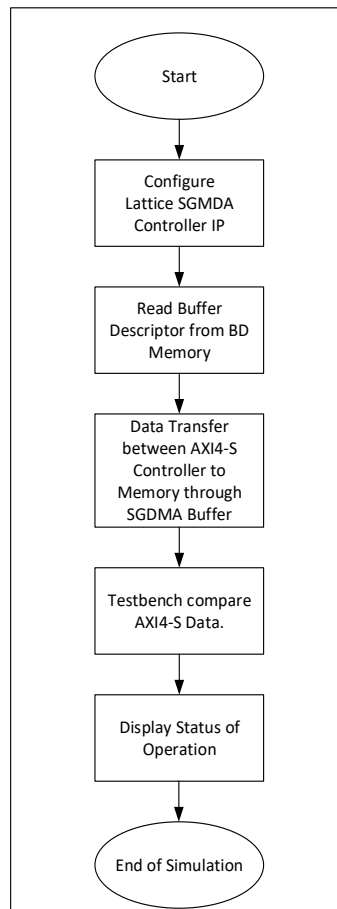 Start
Configure
Lattice SGMDA
Controller IP
Read Buffer
Descriptor from BD
Memory
Data Transfer
between AXI4-S
Controller to
Memory through
SGDMA Buffer
Testbench compare
AXI4-S Data.
Display Status of
Operation
End of Simulation